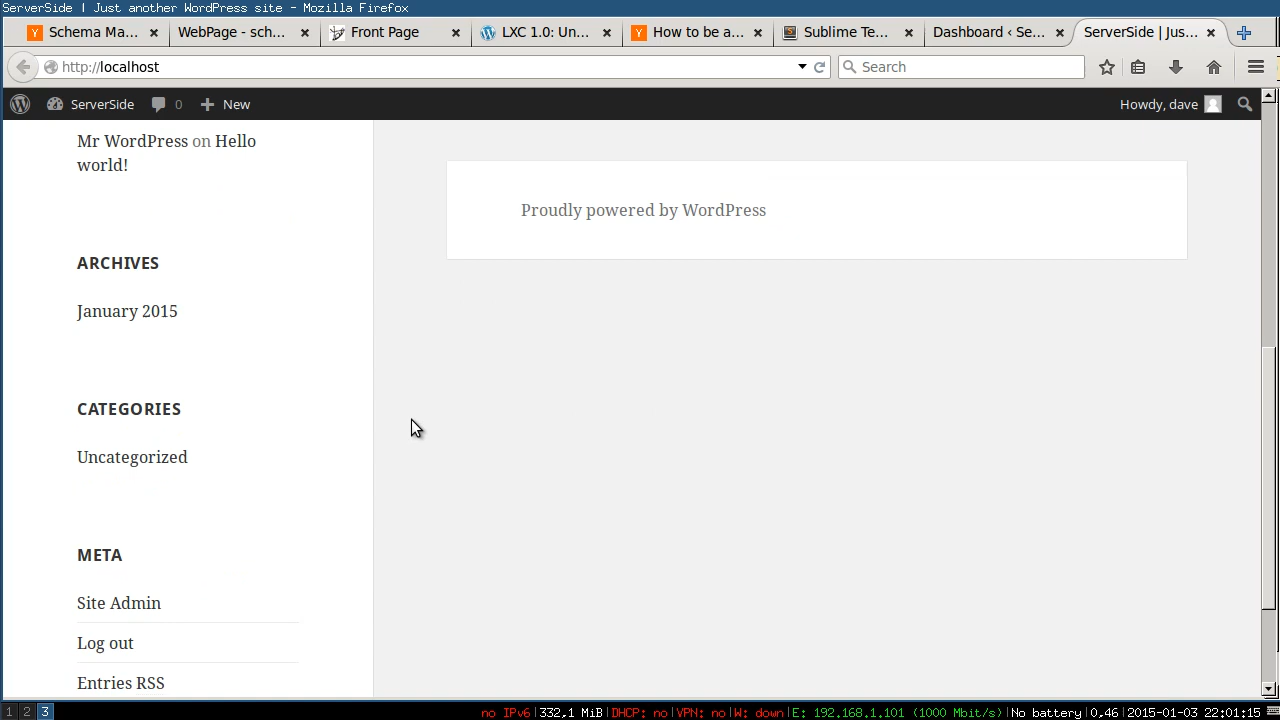 ServerSide | Just another WordPress site - Mozilla Firefox
Schema Ma... WebPage - sch... Front Page LXC 1.0: Un... How to be a... Sublime Te... Dashboard ‹ Se... ServerSide | Jus...
http://localhost Search
ServerSide 0 New Howdy, dave
Mr WordPress on Hello
world!
Proudly powered by WordPress
ARCHIVES
January 2015
CATEGORIES
Uncategorized
META
Site Admin
Log out
Entries RSS
1 2 3 no IPv6|332,1 MiB|DHCP: no|VPN: no|W: down|E: 192.168.1.101 (1000 Mbit/s)|No battery|0,46|2015-01-03 22:01:15